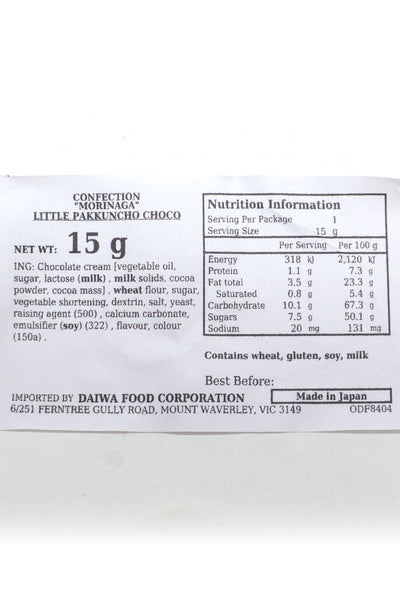 CONFECTION
"MORINAGA"
LITTLE PAKKUNCHO CHOCO
NET WT: 15 g
ING: Chocolate cream [vegetable oil,
sugar, lactose (milk) , milk solids, cocoa
powder, cocoa mass] , wheat flour, sugar,
vegetable shortening, dextrin, salt, yeast,
raising agent (500) , calcium carbonate,
emulsifier (soy) (322) , flavour, colour
(150a) .
Nutrition Information
Serving Per Package 1
Serving Size 15 g
Per Serving Per 100 g
Energy 318 kJ 2,120 kJ
Protein 1.1 g 7.3 g
Fat total 3.5 g 23.3 g
Saturated 0.8 g 5.4 g
Carbohydrate 10.1 g 67.3 g
Sugars 7.5 g 50.1 g
Sodium 20 mg 131 mg
Contains wheat, gluten, soy, milk
Best Before:
IMPORTED BY DAIWA FOOD CORPORATION Made in Japan
6/251 FERNTREE GULLY ROAD, MOUNT WAVERLEY, VIC 3149 ODF8404